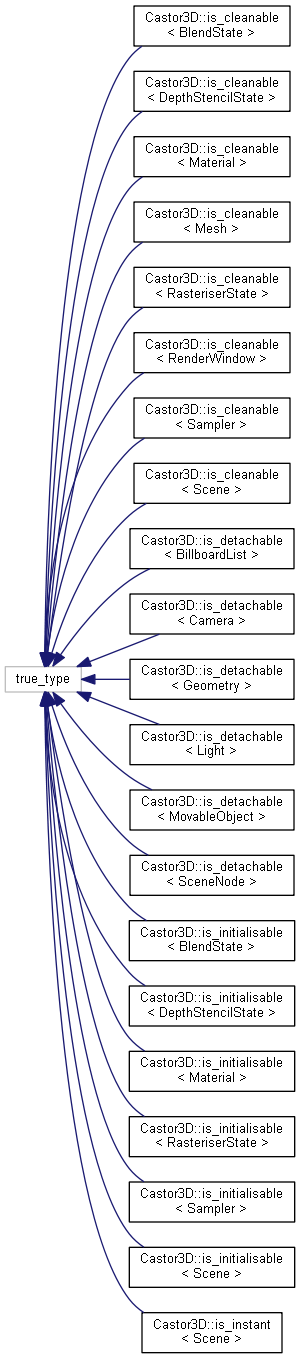 Castor3D::is_cleanable
< BlendState >
Castor3D::is_cleanable
< DepthStencilState >
Castor3D::is_cleanable
< Material >
Castor3D::is_cleanable
< Mesh >
Castor3D::is_cleanable
< RasteriserState >
Castor3D::is_cleanable
< RenderWindow >
Castor3D::is_cleanable
< Sampler >
Castor3D::is_cleanable
< Scene >
Castor3D::is_detachable
< BillboardList >
Castor3D::is_detachable
< Camera >
true_type
Castor3D::is_detachable
< Geometry >
Castor3D::is_detachable
< Light >
Castor3D::is_detachable
< MovableObject >
Castor3D::is_detachable
< SceneNode >
Castor3D::is_initialisable
< BlendState >
Castor3D::is_initialisable
< DepthStencilState >
Castor3D::is_initialisable
< Material >
Castor3D::is_initialisable
< RasteriserState >
Castor3D::is_initialisable
< Sampler >
Castor3D::is_initialisable
< Scene >
Castor3D::is_instant
< Scene >